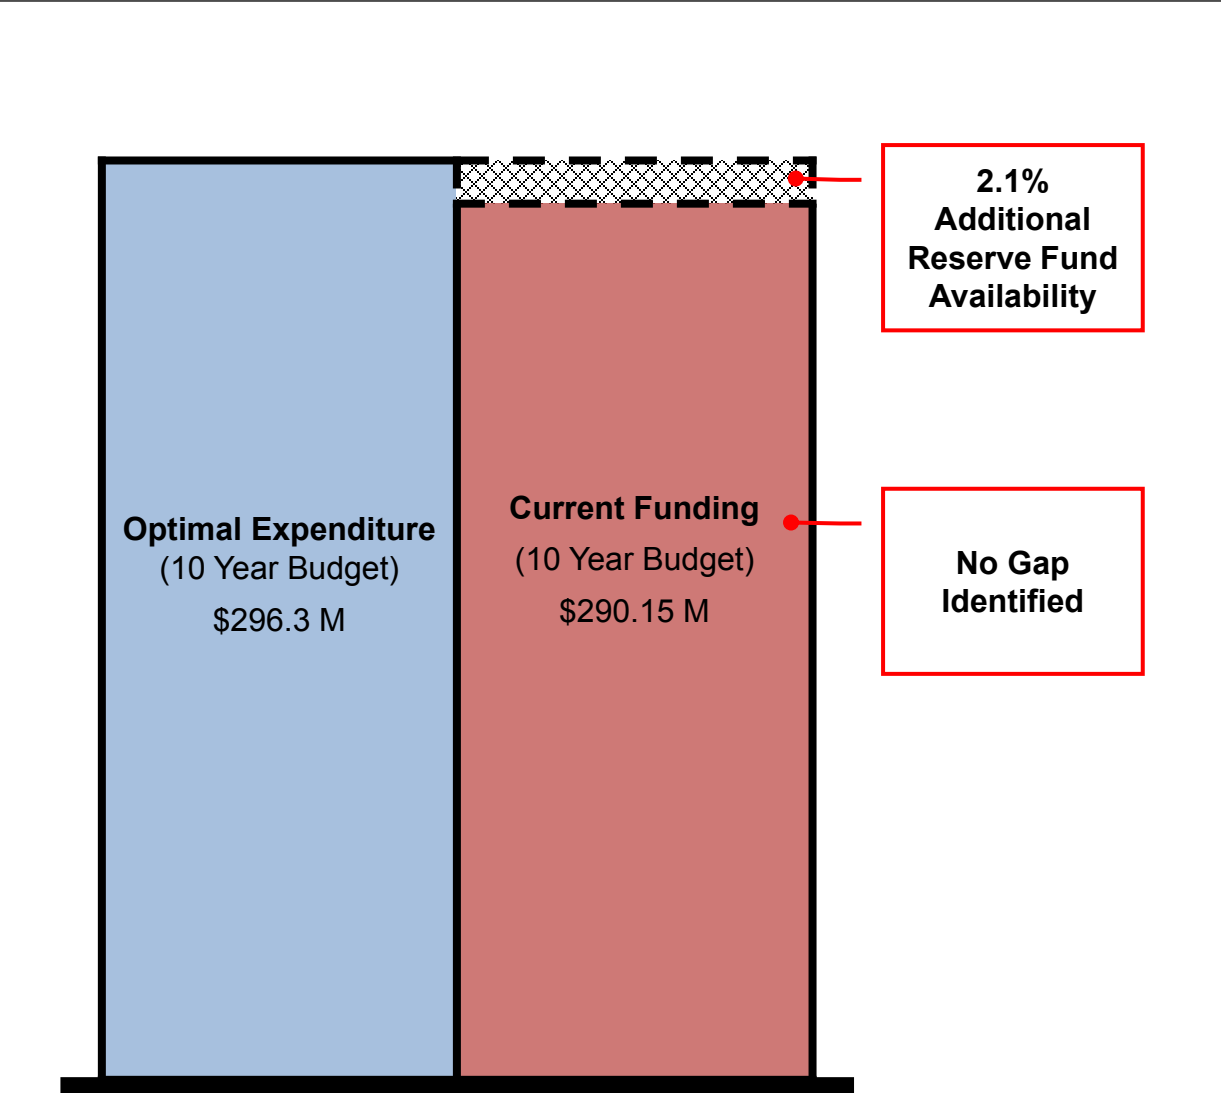 2.1%
Additional
Reserve Fund
Availability
Optimal Expenditure
(10 Year Budget)
$296.3 M
Current Funding
(10 Year Budget)
$290.15 M
No Gap
Identified